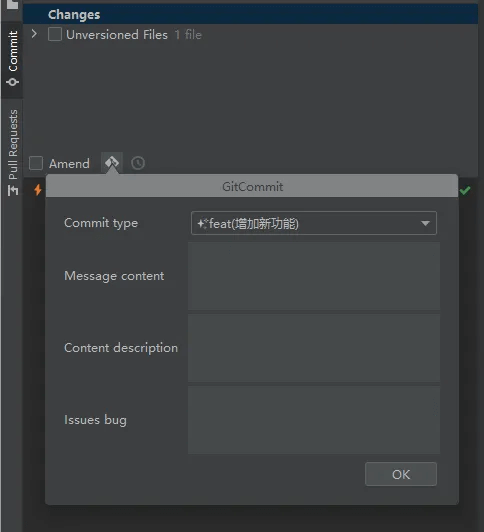 Changes
Unversioned Files 1 file
Commit
Pull Requests
Amend
GitCommit
Commit type
✨feat(增加新功能)
Message content
Content description
Issues bug
OK